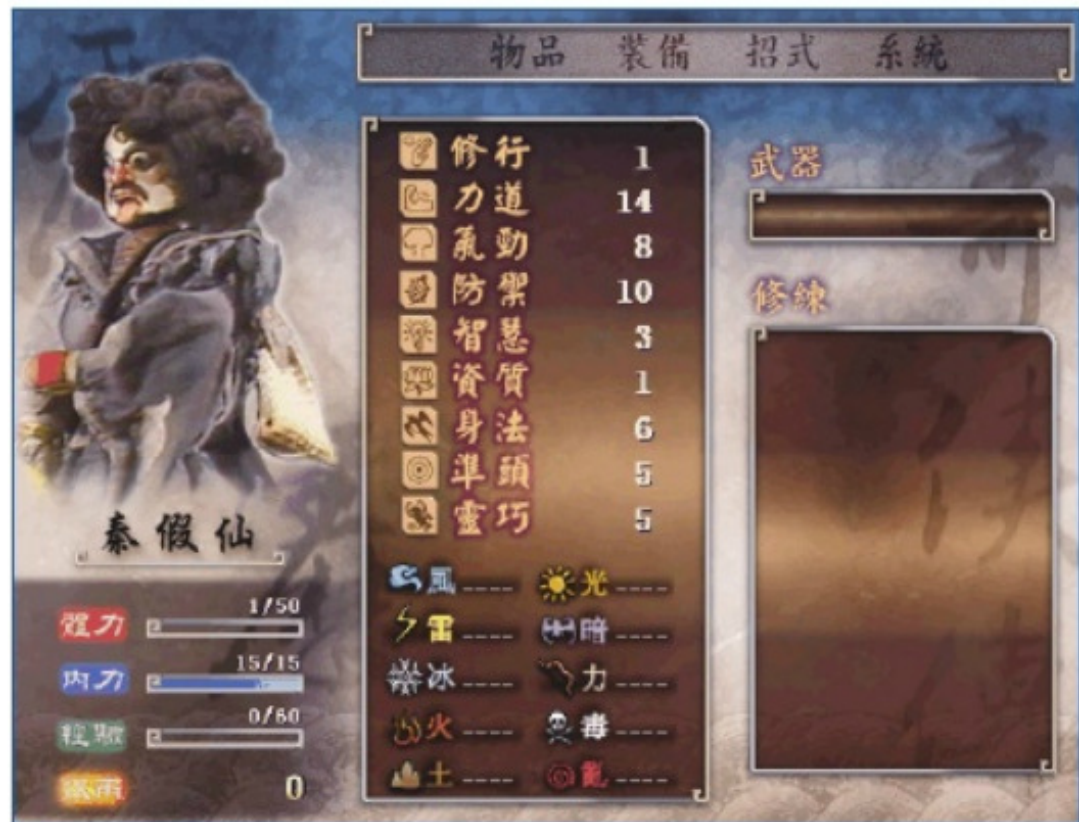 物品 裝備 招式 系統
修行 1
力道 14
氣勁 8
防禦 10
智慧 3
資質 1
身法 6
準頭 5
靈巧 5
風 ---- 光 ----
雷 ---- 暗 ----
冰 ---- 力 ----
火 ---- 毒 ----
土 ---- 亂 ----
武器
修練
秦假仙
體力 1/50
內力 15/15
經驗 0/60
銀兩 0